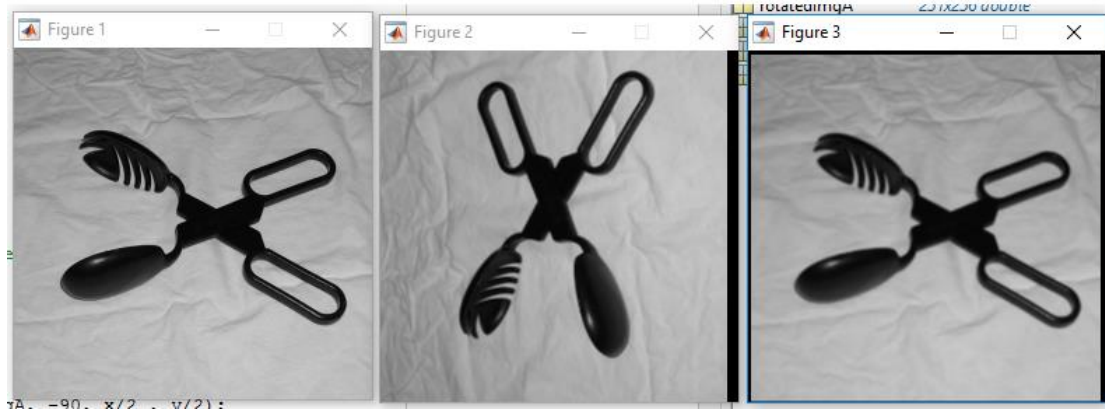 rotatedImgA 251x256 double
Figure 1
Figure 2
Figure 3
gA, -90, x/2 , y/2);